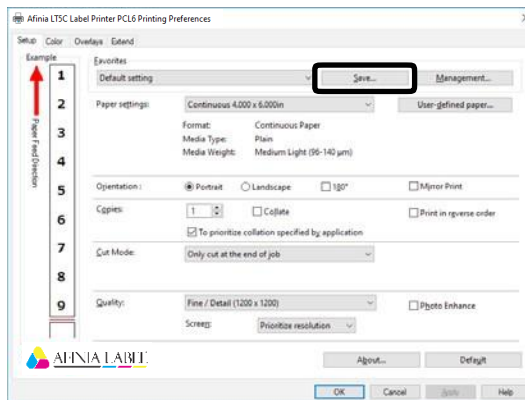 Afinia LT5C Label Printer PCL6 Printing Preferences
Setup Color Overlays Extend
Example
Paper Feed Direction
1
2
3
4
5
6
7
8
9
Favorites
Default setting Save... Management...
Paper settings: Continuous 4.000 x 6.000in User-defined paper...
Format: Continuous Paper
Media Type: Plain
Media Weight: Medium Light (96-140 μm)
Orientation : Portrait Landscape 180° Mirror Print
Copies: 1 Collate Print in reverse order
To prioritize collation specified by application
Cut Mode: Only cut at the end of job
Quality: Fine / Detail (1200 x 1200) Photo Enhance
Screen: Prioritize resolution
AFINIA LABEL
About... Default
OK Cancel Apply Help